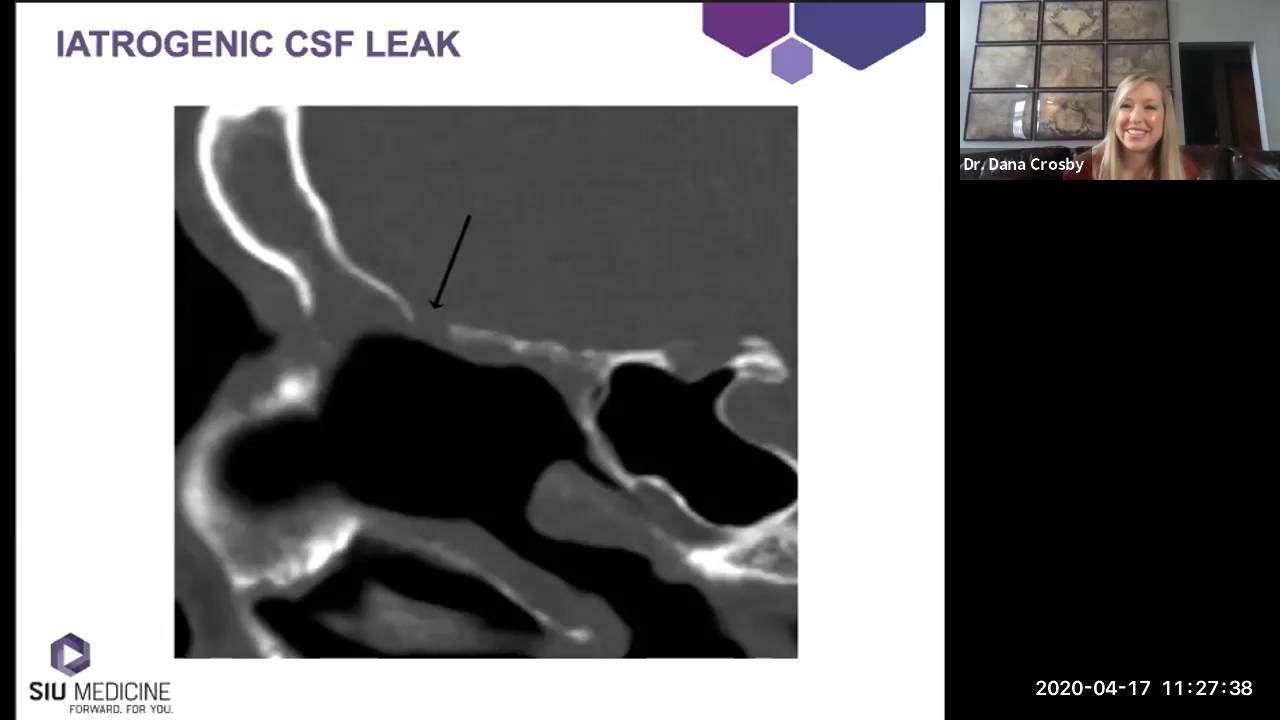 IATROGENIC CSF LEAK
Dr. Dana Crosby
SIU MEDICINE
FORWARD. FOR YOU.
2020-04-17 11:27:38